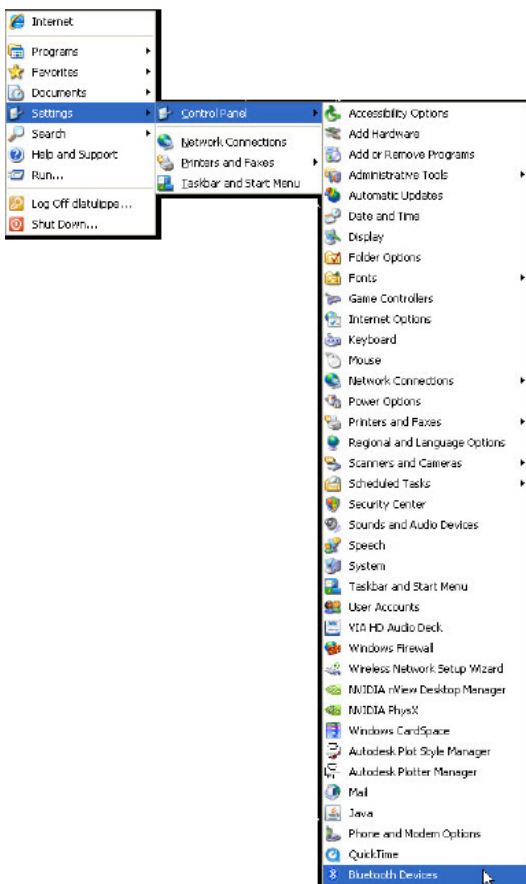 Internet
Programs
Favorites
Documents
Settings
Search
Help and Support
Run...
Log Off dlatulippe...
Shut Down...
Control Panel
Network Connections
Printers and Faxes
Taskbar and Start Menu
Accessibility Options
Add Hardware
Add or Remove Programs
Administrative Tools
Automatic Updates
Date and Time
Display
Folder Options
Fonts
Game Controllers
Internet Options
Keyboard
Mouse
Network Connections
Power Options
Printers and Faxes
Regional and Language Options
Scanners and Cameras
Scheduled Tasks
Security Center
Sounds and Audio Devices
Speech
System
Taskbar and Start Menu
User Accounts
VIA HD Audio Deck
Windows Firewall
Wireless Network Setup Wizard
NVIDIA nView Desktop Manager
NVIDIA PhysX
Windows CardSpace
Autodesk Plot Style Manager
Autodesk Plotter Manager
Mail
Java
Phone and Modem Options
QuickTime
Bluetooth Devices